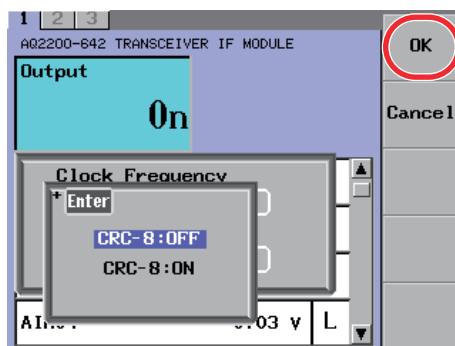 1 2 3
AQ2200-642 TRANSCEIVER IF MODULE
OK
Output
On
Cancel
Clock Frequency
Enter
CRC-8:OFF
CRC-8:ON
.03 V L